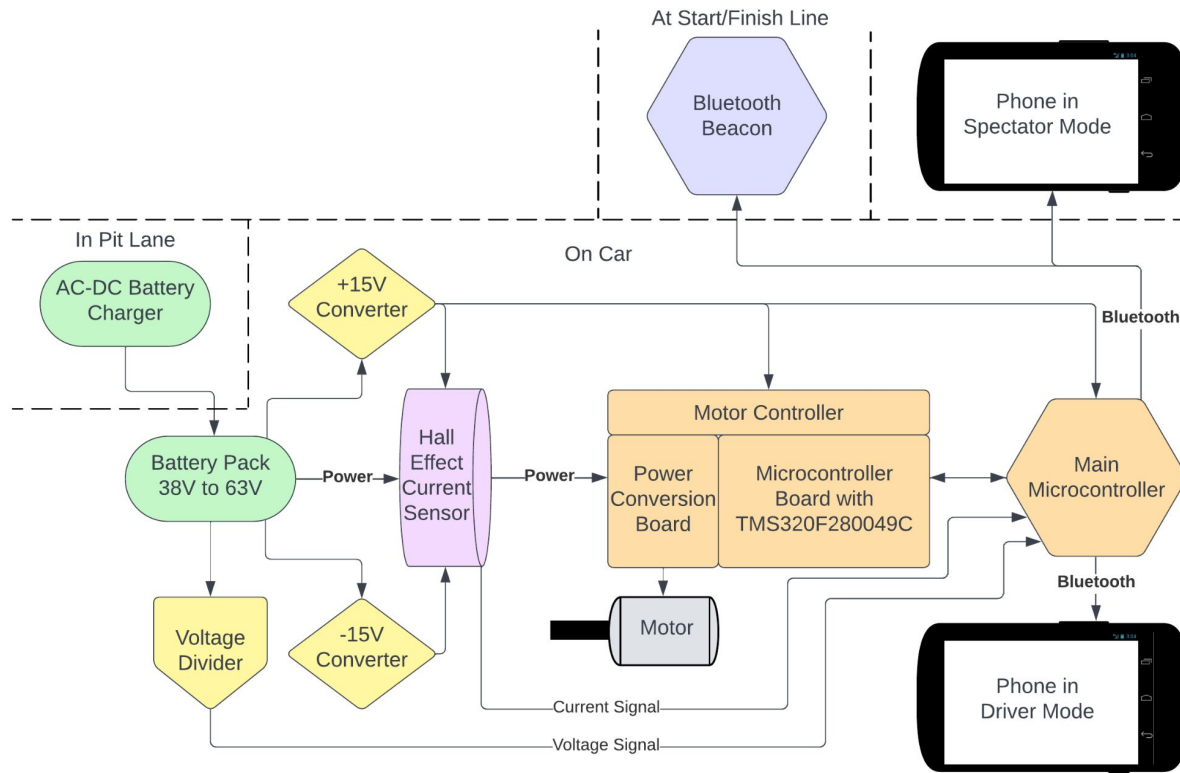 At Start/Finish Line
Bluetooth
Beacon
Phone in
Spectator Mode
In Pit Lane
AC-DC Battery
Charger
On Car
+15V
Converter
Bluetooth
Motor Controller
Hall
Effect
Current
Sensor
Battery Pack
38V to 63V
Power
Power
Power
Conversion
Board
Microcontroller
Board with
TMS320F280049C
Main
Microcontroller
Bluetooth
Voltage
Divider
-15V
Converter
Motor
Phone in
Driver Mode
Current Signal
Voltage Signal